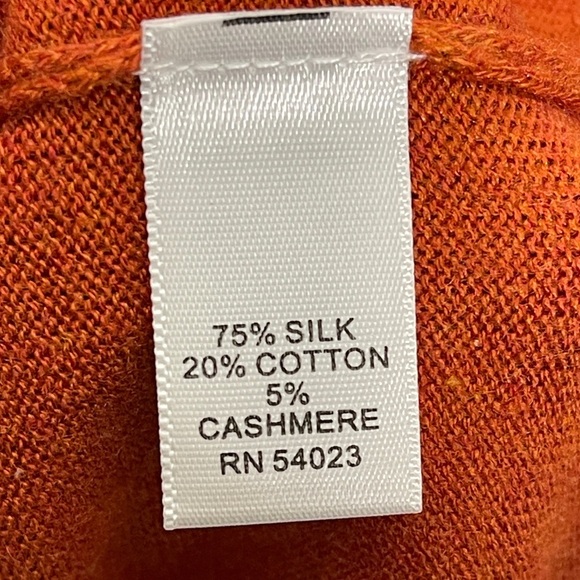 75% SILK
20% COTTON
5%
CASHMERE
RN 54023